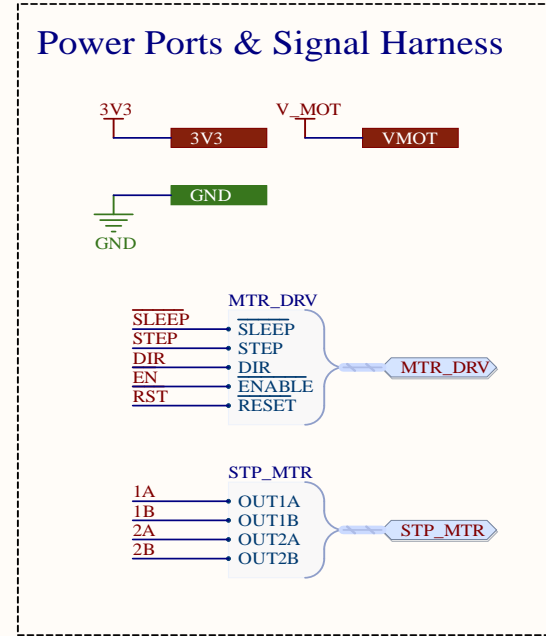 Power Ports & Signal Harness
3V3
V_MOT
3V3
VMOT
GND
GND
MTR_DRV
SLEEP
SLEEP
STEP
STEP
DIR
DIR
MTR_DRV
EN
ENABLE
RST
RESET
STP_MTR
1A
OUT1A
1B
OUT1B
2A
OUT2A
STP_MTR
2B
OUT2B